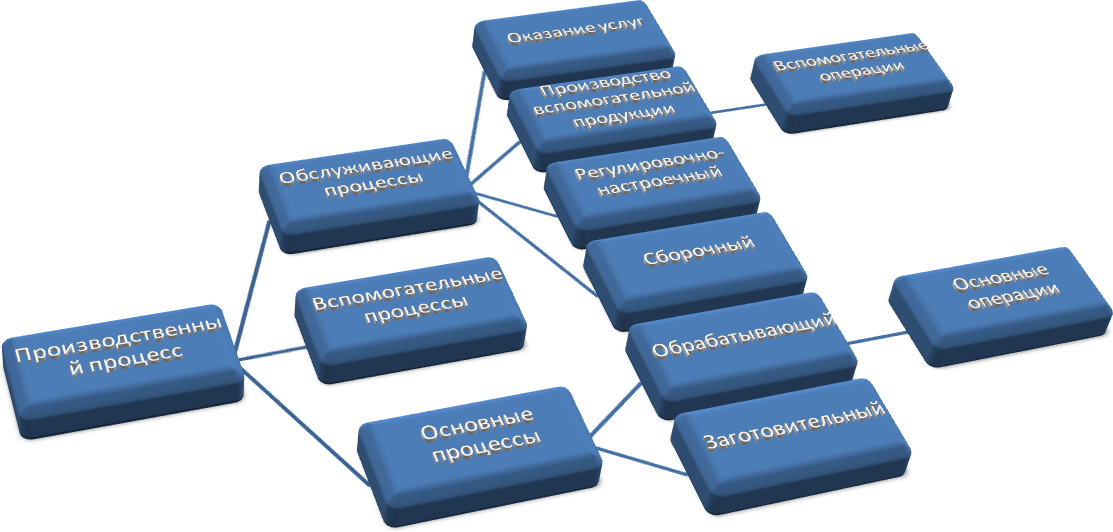 Оказание услуг
Производство
вспомогательной
продукции
Вспомогательные
операции
Обслуживающие
процессы
Регулировочно-
настроечный
Сборочный
Вспомогательные
процессы
Основные
операции
Производственны
й процесс
Обрабатывающий
Основные
процессы
Заготовительный